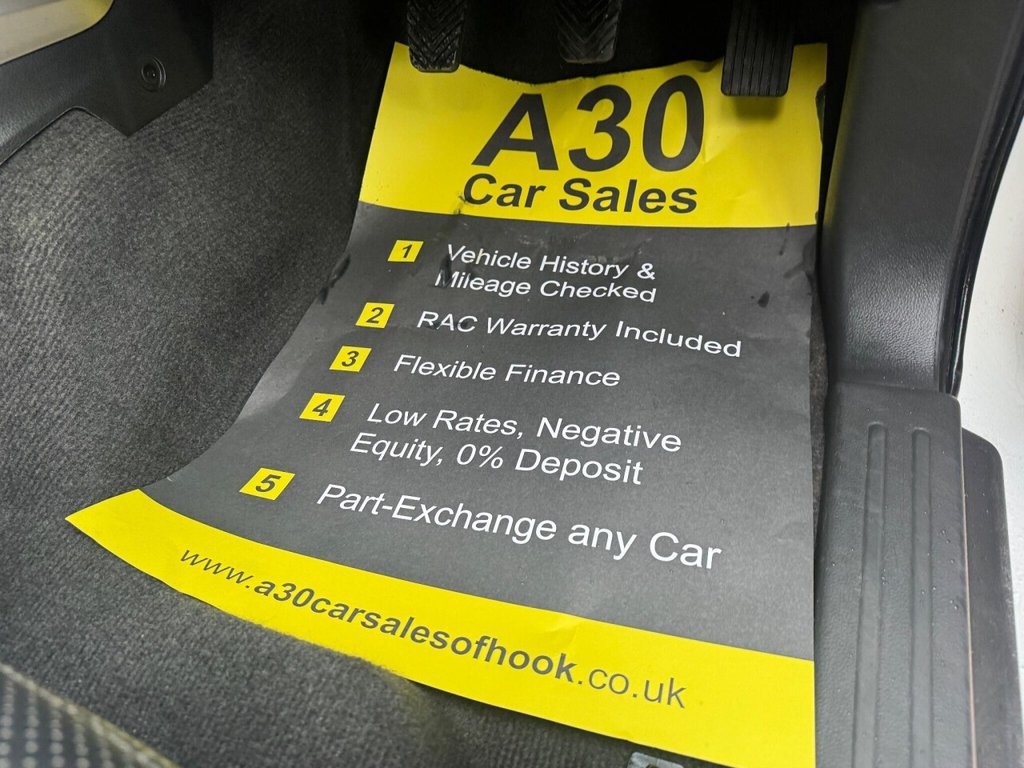 A30
Car Sales
1 Vehicle History &
Mileage Checked
2 RAC Warranty Included
3 Flexible Finance
4 Low Rates, Negative
Equity, 0% Deposit
5 Part-Exchange any Car
www.a30carsalesofhook.co.uk